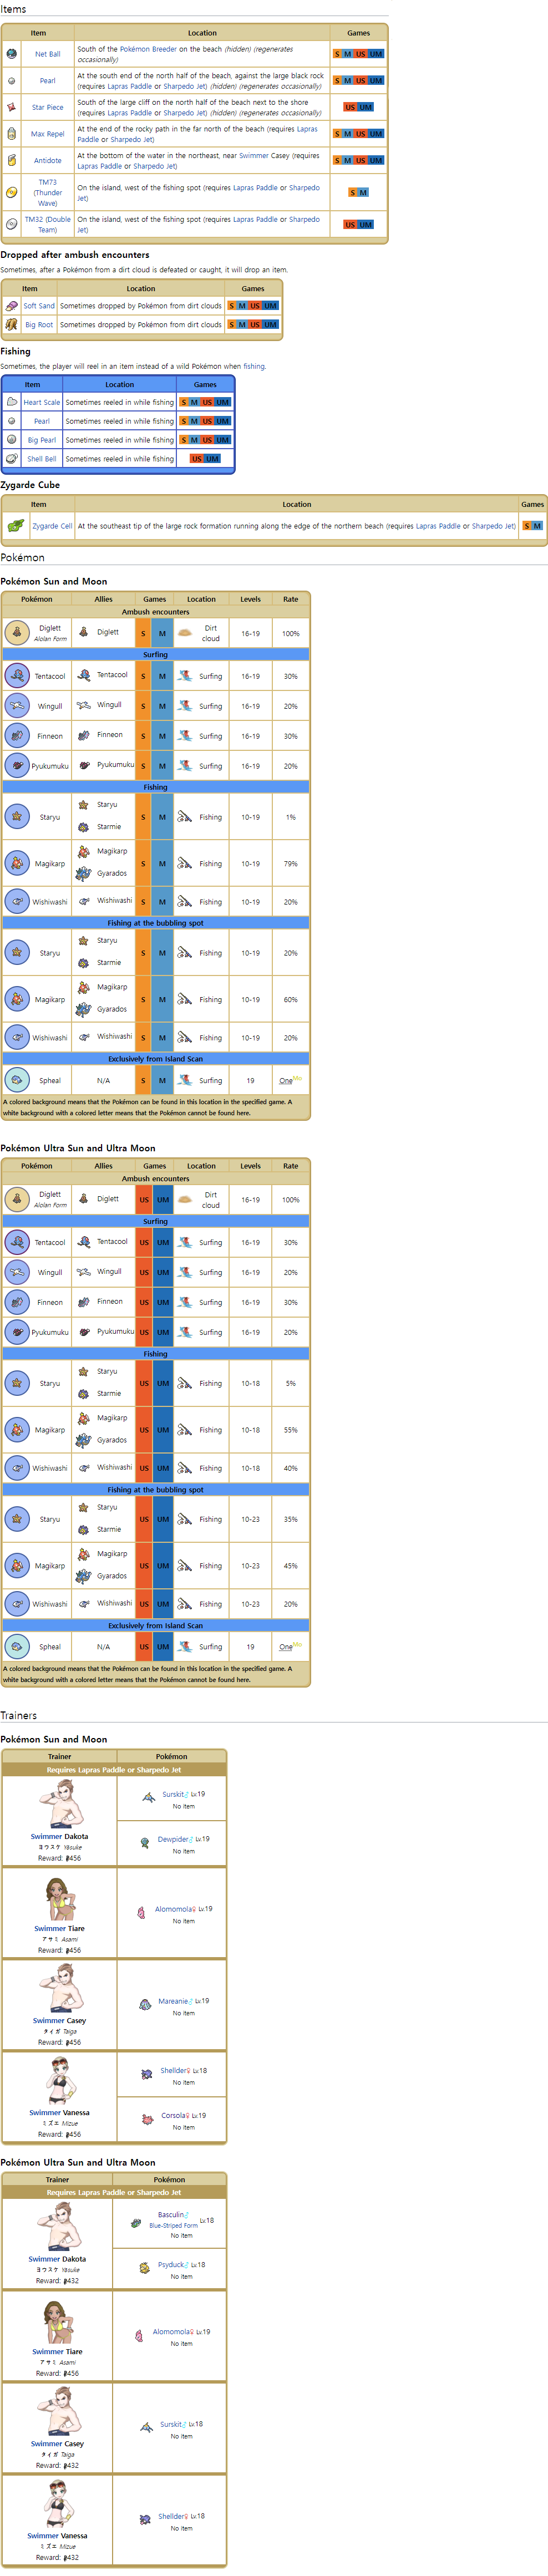 Items
Item Location Games
Net Ball South of the Pokémon Breeder on the beach (hidden) (regenerates occasionally) S M US UM
Pearl At the south end of the north half of the beach, against the large black rock (requires Lapras Paddle or Sharpedo Jet) (hidden) (regenerates occasionally) S M US UM
Star Piece South of the large cliff on the north half of the beach next to the shore (requires Lapras Paddle or Sharpedo Jet) (hidden) (regenerates occasionally) US UM
Max Repel At the end of the rocky path in the far north of the beach (requires Lapras Paddle or Sharpedo Jet) S M US UM
Antidote At the bottom of the water in the northeast, near Swimmer Casey (requires Lapras Paddle or Sharpedo Jet) S M US UM
TM73 (Thunder Wave) On the island, west of the fishing spot (requires Lapras Paddle or Sharpedo Jet) S M
TM32 (Double Team) On the island, west of the fishing spot (requires Lapras Paddle or Sharpedo Jet) US UM
Dropped after ambush encounters
Sometimes, after a Pokémon from a dirt cloud is defeated or caught, it will drop an item.
Item Location Games
Soft Sand Sometimes dropped by Pokémon from dirt clouds S M US UM
Big Root Sometimes dropped by Pokémon from dirt clouds S M US UM
Fishing
Sometimes, the player will reel in an item instead of a wild Pokémon when fishing.
Item Location Games
Heart Scale Sometimes reeled in while fishing S M US UM
Pearl Sometimes reeled in while fishing S M US UM
Big Pearl Sometimes reeled in while fishing S M US UM
Shell Bell Sometimes reeled in while fishing US UM
Zygarde Cube
Item Location Games
Zygarde Cell At the southeast tip of the large rock formation running along the edge of the northern beach (requires Lapras Paddle or Sharpedo Jet) S M
Pokémon
Pokémon Sun and Moon
Pokémon Allies Games Location Levels Rate
Ambush encounters
Diglett Alolan Form Diglett S M Dirt cloud 16-19 100%
Surfing
Tentacool Tentacool S M Surfing 16-19 30%
Wingull Wingull S M Surfing 16-19 20%
Finneon Finneon S M Surfing 16-19 30%
Pyukumuku Pyukumuku S M Surfing 16-19 20%
Fishing
Staryu Staryu Starmie S M Fishing 10-19 1%
Magikarp Magikarp Gyarados S M Fishing 10-19 79%
Wishiwashi Wishiwashi S M Fishing 10-19 20%
Fishing at the bubbling spot
Staryu Staryu Starmie S M Fishing 10-19 20%
Magikarp Magikarp Gyarados S M Fishing 10-19 60%
Wishiwashi Wishiwashi S M Fishing 10-19 20%
Exclusively from Island Scan
Spheal N/A S M Surfing 19 One Mo
A colored background means that the Pokémon can be found in this location in the specified game. A
white background with a colored letter means that the Pokémon cannot be found here.
Pokémon Ultra Sun and Ultra Moon
Pokémon Allies Games Location Levels Rate
Ambush encounters
Diglett Alolan Form Diglett US UM Dirt cloud 16-19 100%
Surfing
Tentacool Tentacool US UM Surfing 16-19 30%
Wingull Wingull US UM Surfing 16-19 20%
Finneon Finneon US UM Surfing 16-19 30%
Pyukumuku Pyukumuku US UM Surfing 16-19 20%
Fishing
Staryu Staryu Starmie US UM Fishing 10-18 5%
Magikarp Magikarp Gyarados US UM Fishing 10-18 55%
Wishiwashi Wishiwashi US UM Fishing 10-18 40%
Fishing at the bubbling spot
Staryu Staryu Starmie US UM Fishing 10-23 35%
Magikarp Magikarp Gyarados US UM Fishing 10-23 45%
Wishiwashi Wishiwashi US UM Fishing 10-23 20%
Exclusively from Island Scan
Spheal N/A US UM Surfing 19 One Mo
A colored background means that the Pokémon can be found in this location in the specified game. A
white background with a colored letter means that the Pokémon cannot be found here.
Trainers
Pokémon Sun and Moon
Trainer Pokémon
Requires Lapras Paddle or Sharpedo Jet
Surskit♂ Lv.19
No item
Dewpider♂ Lv.19
No item
Swimmer Dakota
ヨウスケ Yōsuke
Reward: 456
Alomomola♀ Lv.19
No item
Swimmer Tiare
アサミ Asami
Reward: 456
Mareanie♂ Lv.19
No item
Swimmer Casey
タイガ Taiga
Reward: 456
Shellder♀ Lv.18
No item
Corsola♀ Lv.19
No item
Swimmer Vanessa
ミズエ Mizue
Reward: 456
Pokémon Ultra Sun and Ultra Moon
Trainer Pokémon
Requires Lapras Paddle or Sharpedo Jet
Basculin♂ Blue-Striped Form Lv.18
No item
Psyduck♂ Lv.18
No item
Swimmer Dakota
ヨウスケ Yōsuke
Reward: 432
Alomomola♀ Lv.19
No item
Swimmer Tiare
アサミ Asami
Reward: 456
Surskit♂ Lv.18
No item
Swimmer Casey
タイガ Taiga
Reward: 432
Shellder♀ Lv.18
No item
Swimmer Vanessa
ミズエ Mizue
Reward: 432